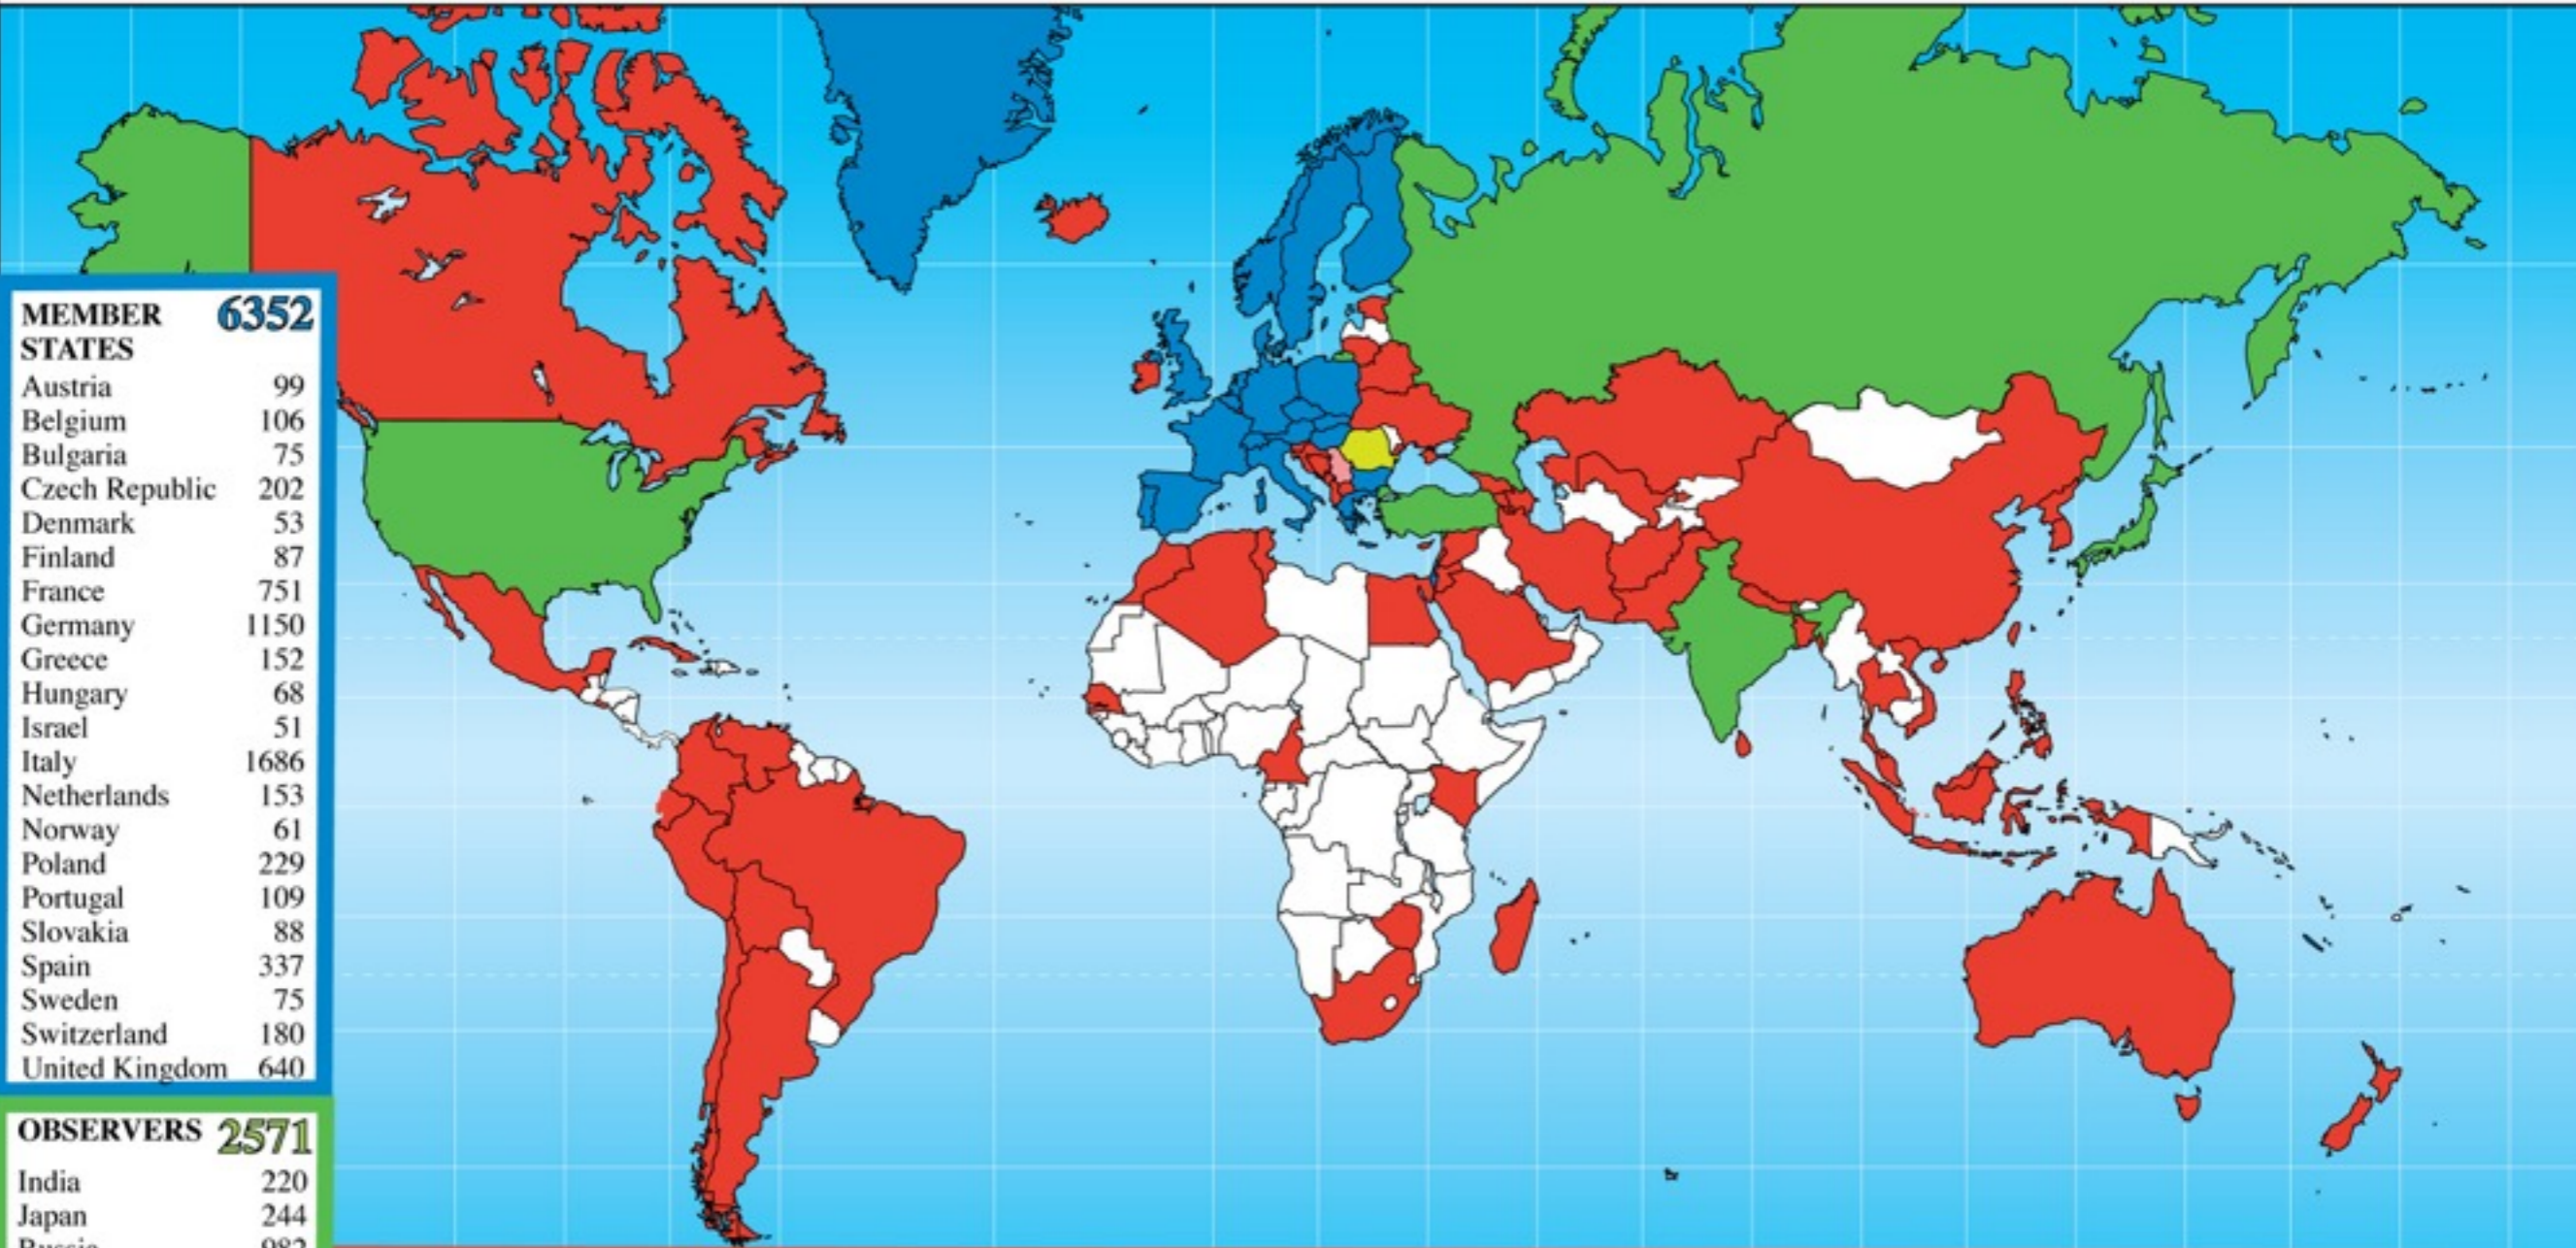 MEMBER 6352
STATES
Austria 99
Belgium 106
Bulgaria 75
Czech Republic 202
Denmark 53
Finland 87
France 751
Germany 1150
Greece 152
Hungary 68
Israel 51
Italy 1686
Netherlands 153
Norway 61
Poland 229
Portugal 109
Slovakia 88
Spain 337
Sweden 75
Switzerland 180
United Kingdom 640
OBSERVERS 2571
India 220
Japan 244
Russia 982